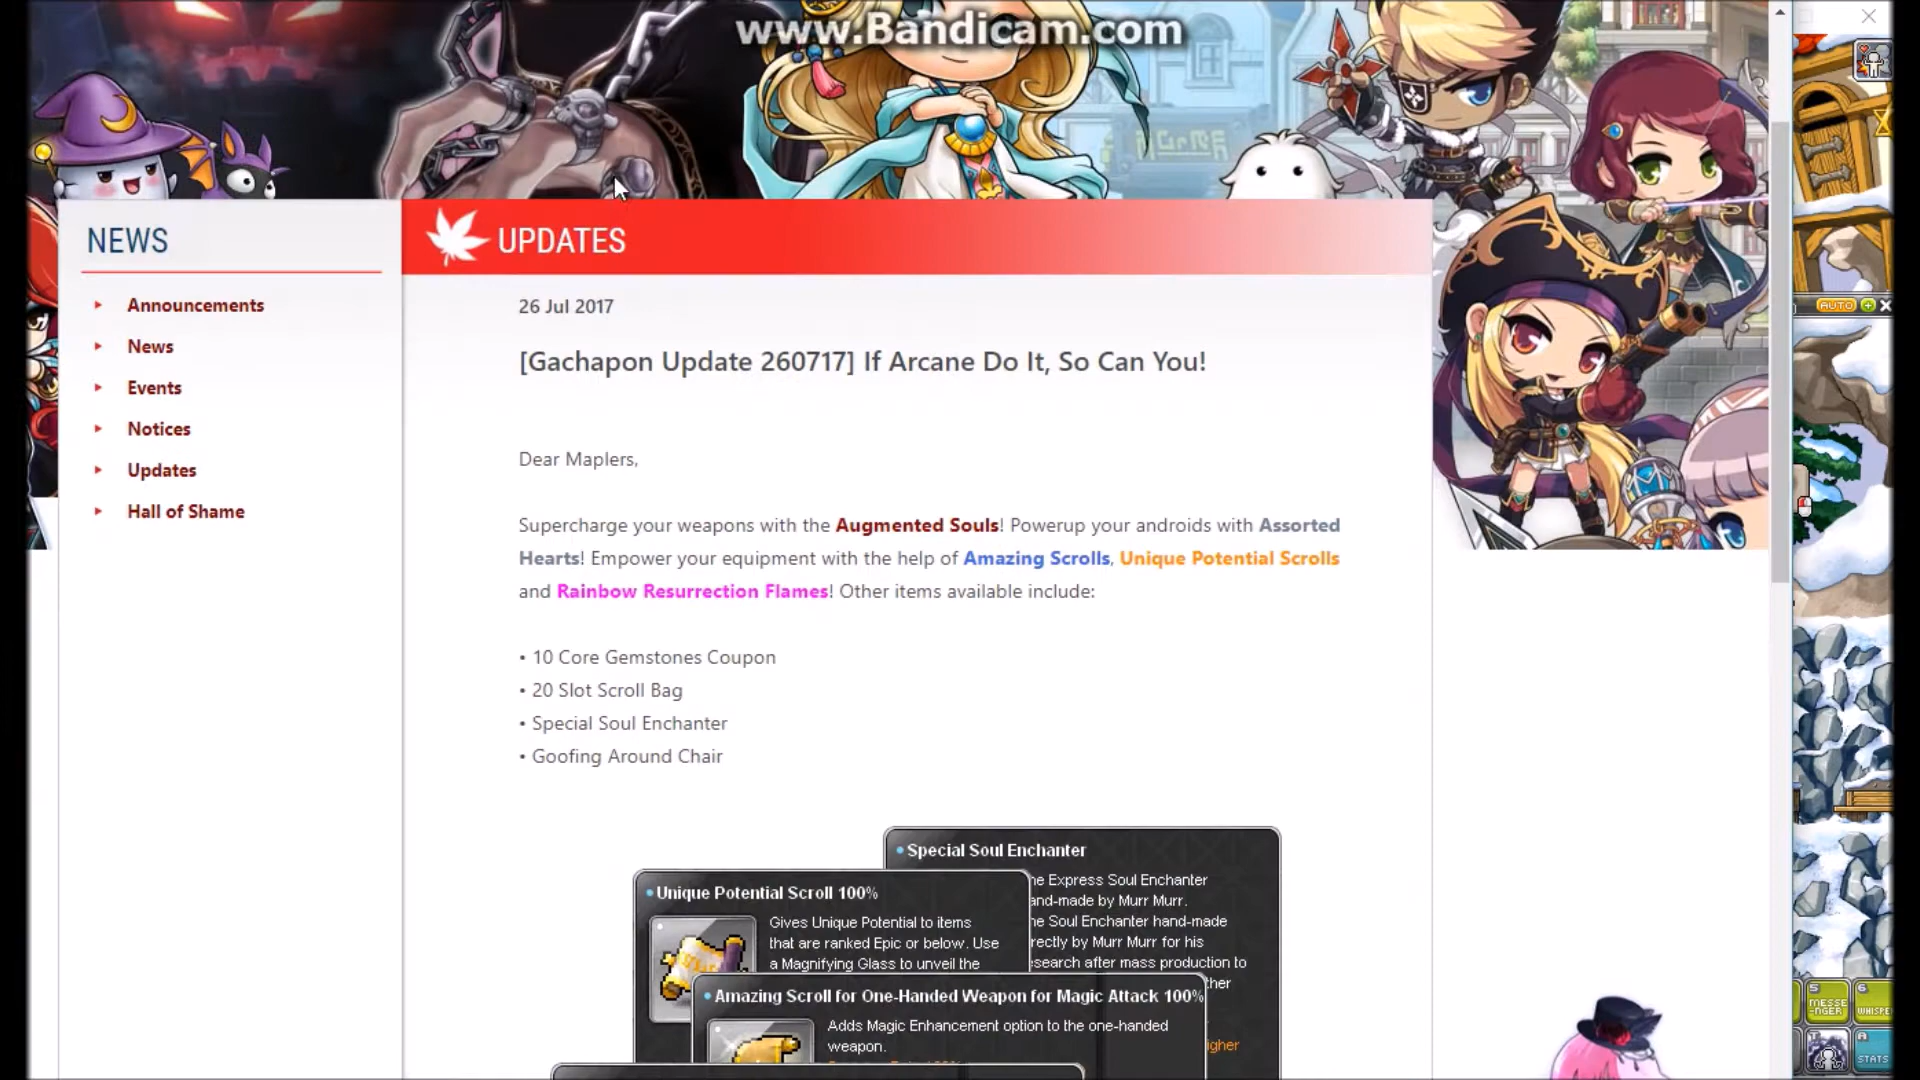 www.Bandicam.com
NEWS
Announcements
News
Events
Notices
Updates
Hall of Shame
UPDATES
26 Jul 2017
[Gachapon Update 260717] If Arcane Do It, So Can You!
Dear Maplers,
Supercharge your weapons with the Augmented Souls! Powerup your androids with Assorted
Hearts! Empower your equipment with the help of Amazing Scrolls, Unique Potential Scrolls
and Rainbow Resurrection Flames! Other items available include:
• 10 Core Gemstones Coupon
• 20 Slot Scroll Bag
• Special Soul Enchanter
• Goofing Around Chair
• Special Soul Enchanter
Express Soul Enchanter
and-made by Murr Murr.
Soul Enchanter hand-made
by Murr Murr for his
after mass production to
• Unique Potential Scroll 100%
Gives Unique Potential to items
that are ranked Epic or below. Use
a Magnifying Glass to unveil the
• Amazing Scroll for One-Handed Weapon for Magic Attack 100%
Adds Magic Enhancement option to the one-handed
weapon.
AUTO
5
MESSE
NGER
6
WHISPE
STATS